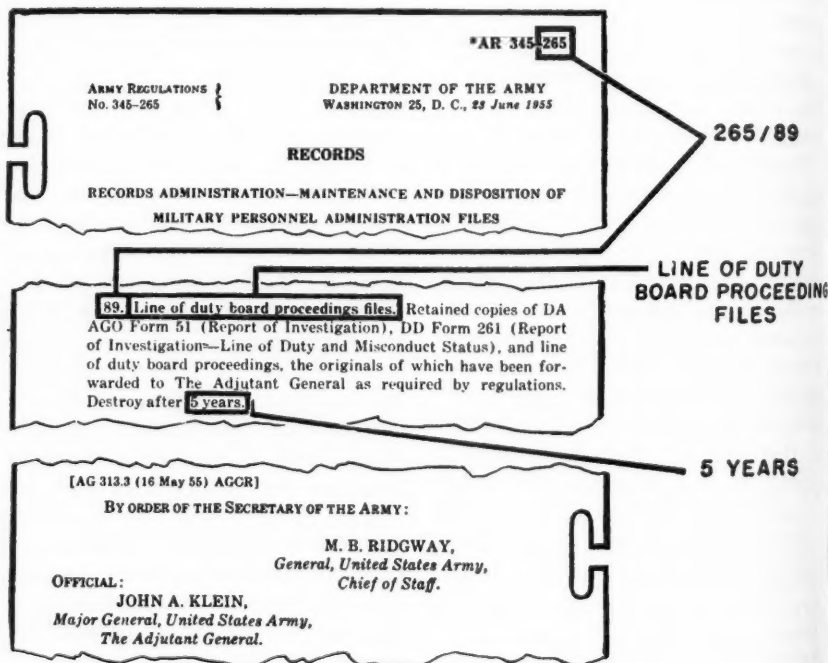 *AR 345-265
ARMY REGULATIONS
No. 345-265
DEPARTMENT OF THE ARMY
WASHINGTON 25, D. C., 23 June 1955
RECORDS
RECORDS ADMINISTRATION—MAINTENANCE AND DISPOSITION OF
MILITARY PERSONNEL ADMINISTRATION FILES
265/89
89. Line of duty board proceedings files. Retained copies of DA
AGO Form 51 (Report of Investigation), DD Form 261 (Report
of Investigation—Line of Duty and Misconduct Status), and line
of duty board proceedings, the originals of which have been for-
warded to The Adjutant General as required by regulations.
Destroy after 5 years.
LINE OF DUTY
BOARD PROCEEDING
FILES
5 YEARS
[AG 313.3 (16 May 55) AGCR]
BY ORDER OF THE SECRETARY OF THE ARMY:
M. B. RIDGWAY,
General, United States Army,
Chief of Staff.
OFFICIAL:
JOHN A. KLEIN,
Major General, United States Army,
The Adjutant General.